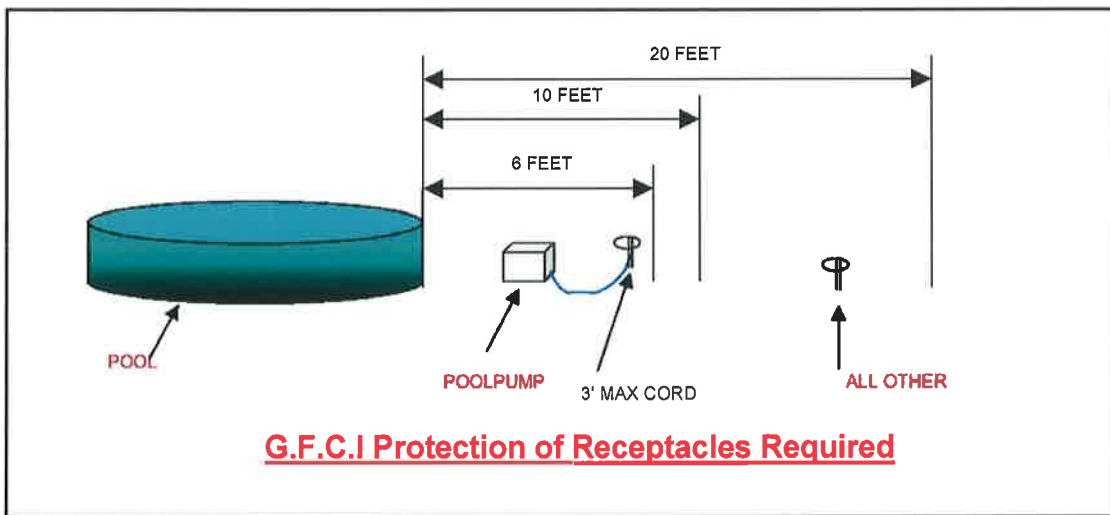 20 FEET
10 FEET
6 FEET
POOL
POOLPUMP
3' MAX CORD
ALL OTHER
G.F.C.I Protection of Receptacles Required